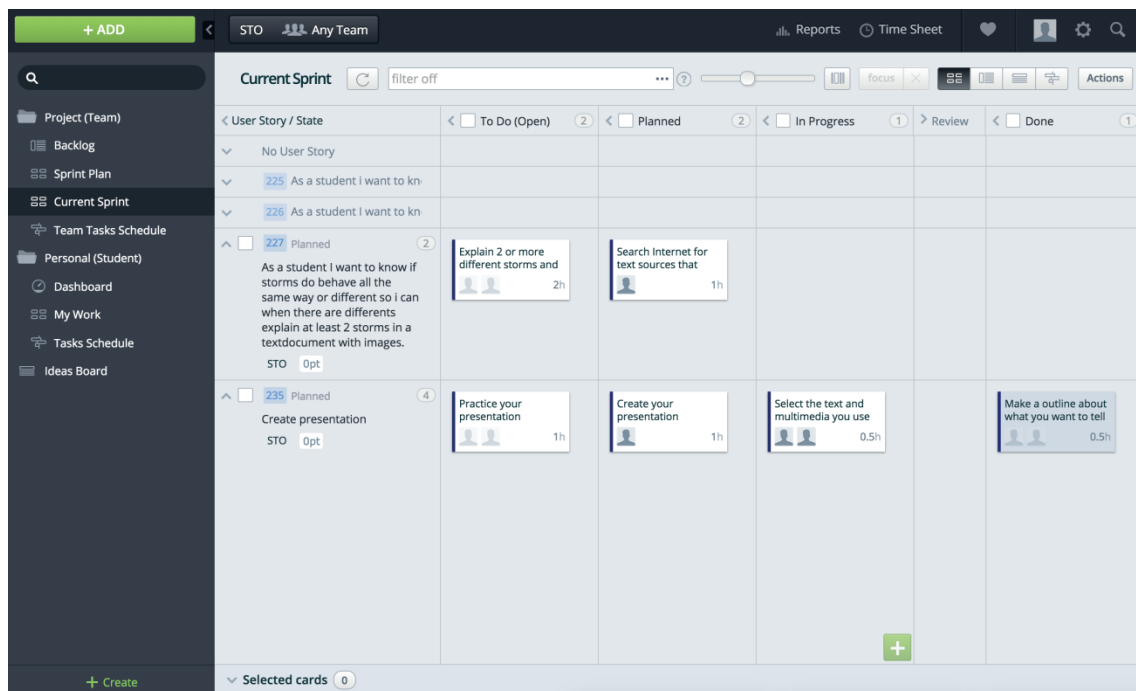 + ADD
STO Any Team
Reports
Time Sheet
Current Sprint
filter off
...
?
focus
Actions
Project (Team)
Backlog
Sprint Plan
Current Sprint
Team Tasks Schedule
Personal (Student)
Dashboard
My Work
Tasks Schedule
Ideas Board
User Story / State
To Do (Open) 2
Planned 2
In Progress 1
Review
Done 1
No User Story
225 As a student i want to kn
226 As a student I want to kn
227 Planned 2
As a student I want to know if
storms do behave all the
same way or different so i can
when there are differents
explain at least 2 storms in a
textdocument with images.
STO 0pt
Explain 2 or more
different storms and
2h
Search Internet for
text sources that
1h
235 Planned 4
Create presentation
STO 0pt
Practice your
presentation
1h
Create your
presentation
1h
Select the text and
multimedia you use
0.5h
Make a outline about
what you want to tell
0.5h
+ Create
Selected cards 0